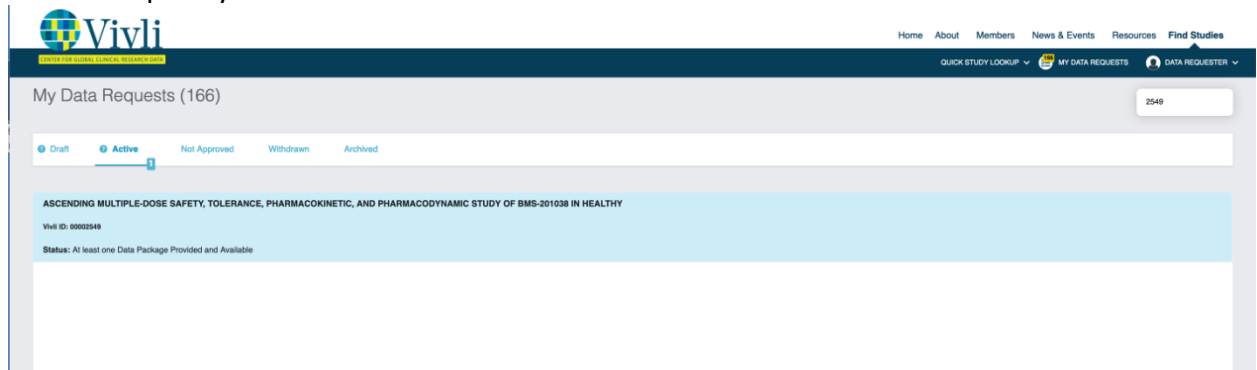 Vivli
CENTER FOR GLOBAL CLINICAL RESEARCH DATA
Home About Members News & Events Resources Find Studies
QUICK STUDY LOOKUP 166 MY DATA REQUESTS DATA REQUESTER
My Data Requests (166)
2549
Draft Active Not Approved Withdrawn Archived
1
ASCENDING MULTIPLE-DOSE SAFETY, TOLERANCE, PHARMACOKINETIC, AND PHARMACODYNAMIC STUDY OF BMS-201038 IN HEALTHY
Vivli ID: 00002549
Status: At least one Data Package Provided and Available